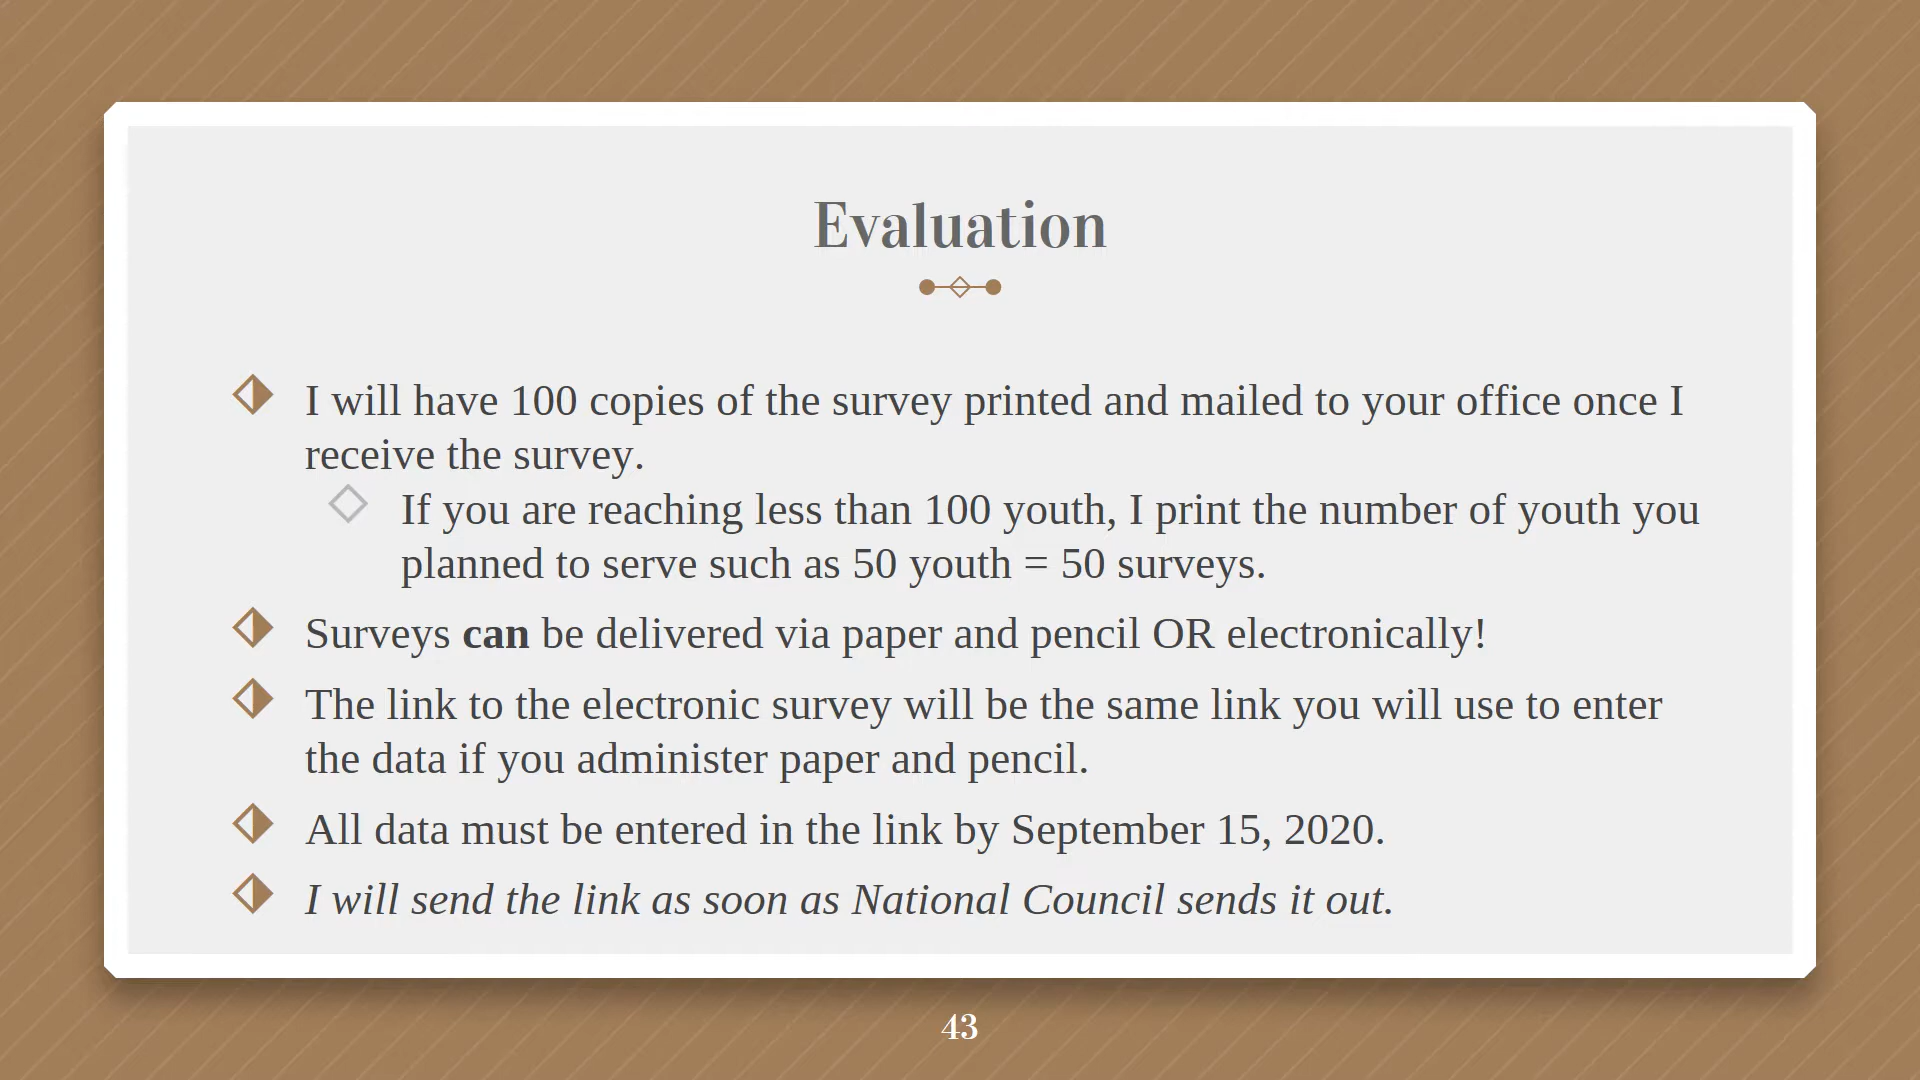 Evaluation
I will have 100 copies of the survey printed and mailed to your office once I
receive the survey.
If you are reaching less than 100 youth, I print the number of youth you
planned to serve such as 50 youth = 50 surveys.
Surveys can be delivered via paper and pencil OR electronically!
The link to the electronic survey will be the same link you will use to enter
the data if you administer paper and pencil.
All data must be entered in the link by September 15, 2020.
I will send the link as soon as National Council sends it out.
43